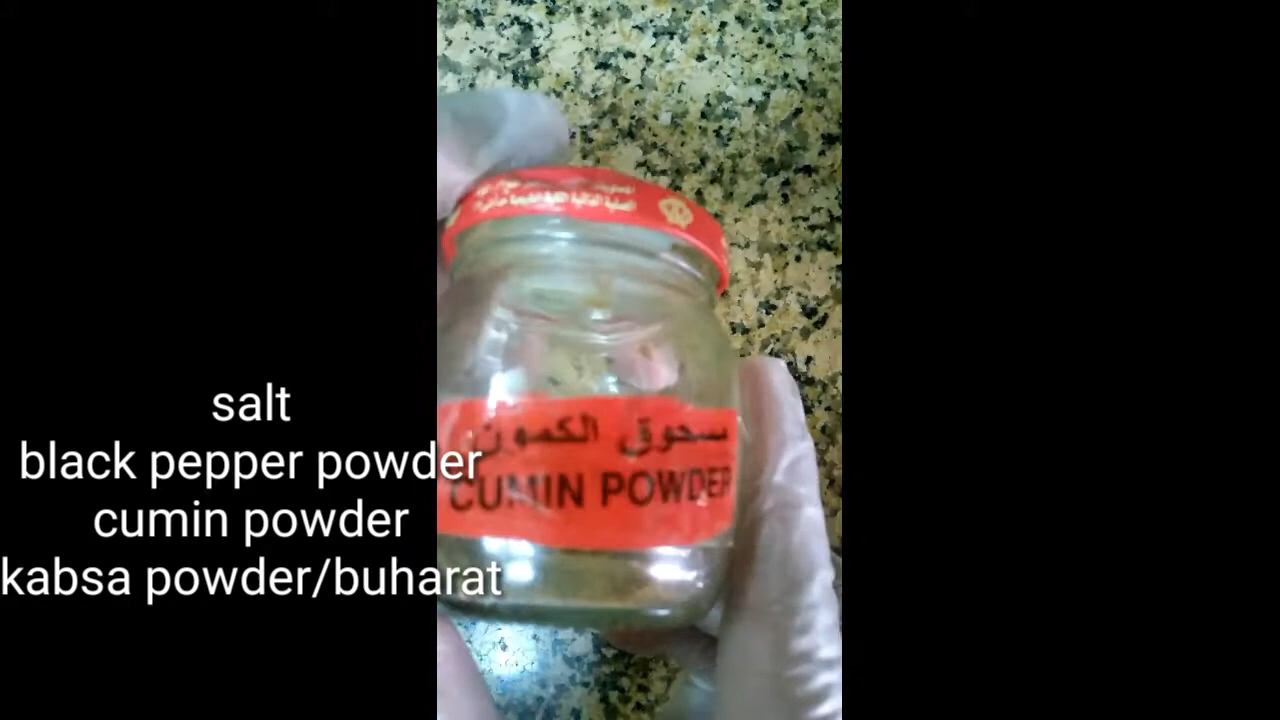 سحوق الكمون
CUMIN POWDER
salt
black pepper powder
cumin powder
kabsa powder/buharat